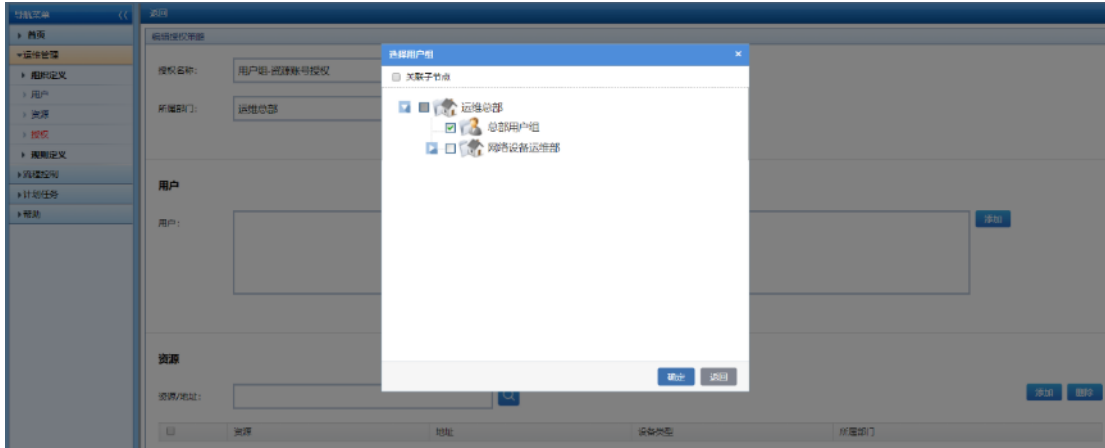 导航菜单 《
返回
首页
运维管理
组织定义
用户
资源
授权
规则定义
流程控制
计划任务
帮助
编辑授权策略
授权名称：
用户组-资源账号授权
所属部门：
运维总部
选择用户组 ×
关联子节点
运维总部
总部用户组
网络设备运维部
确定 返回
用户
用户：
添加
资源
资源/地址：
添加 删除
资源 地址 设备类型 所属部门